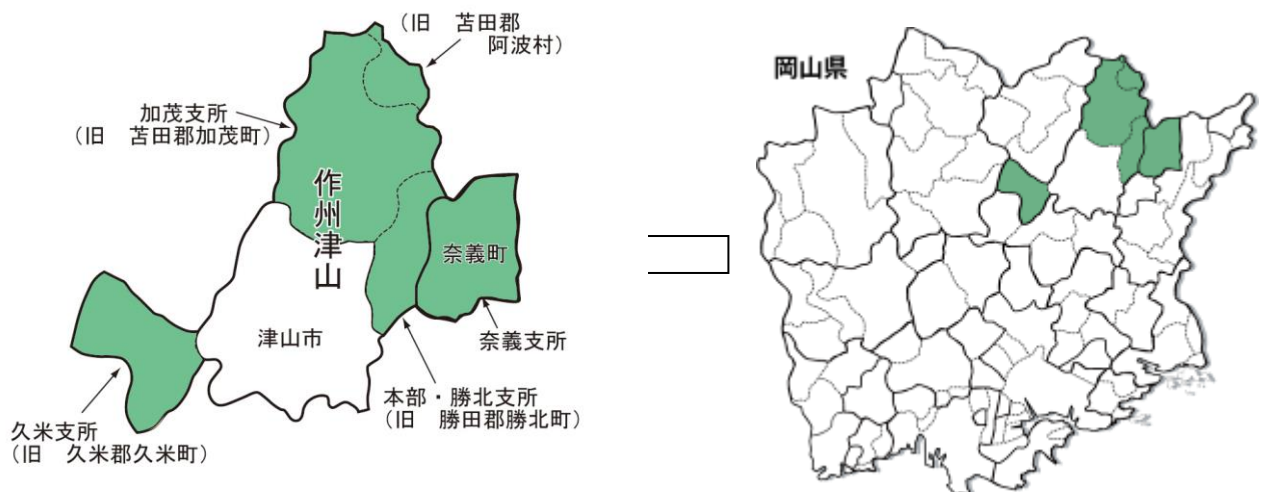 （旧　苫田郡
阿波村）
加茂支所
（旧　苫田郡加茂町）
作州津山
奈義町
津山市
奈義支所
本部・勝北支所
（旧　勝田郡勝北町）
久米支所
（旧　久米郡久米町）
岡山県